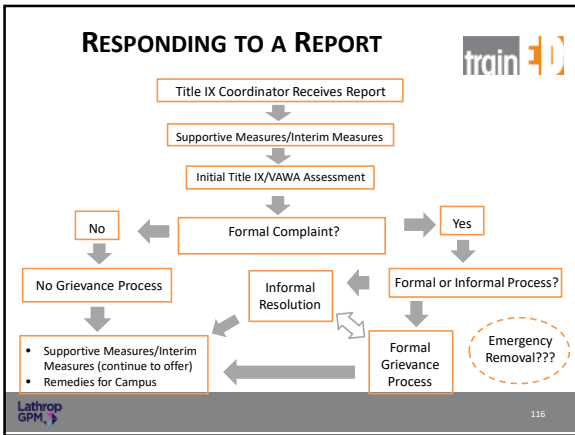 RESPONDING TO A REPORT
trainED
Title IX Coordinator Receives Report
Supportive Measures/Interim Measures
Initial Title IX/VAWA Assessment
No
Formal Complaint?
Yes
No Grievance Process
Informal
Resolution
Formal or Informal Process?
• Supportive Measures/Interim
Measures (continue to offer)
• Remedies for Campus
Formal
Grievance
Process
Emergency
Removal???
Lathrop
GPM
116